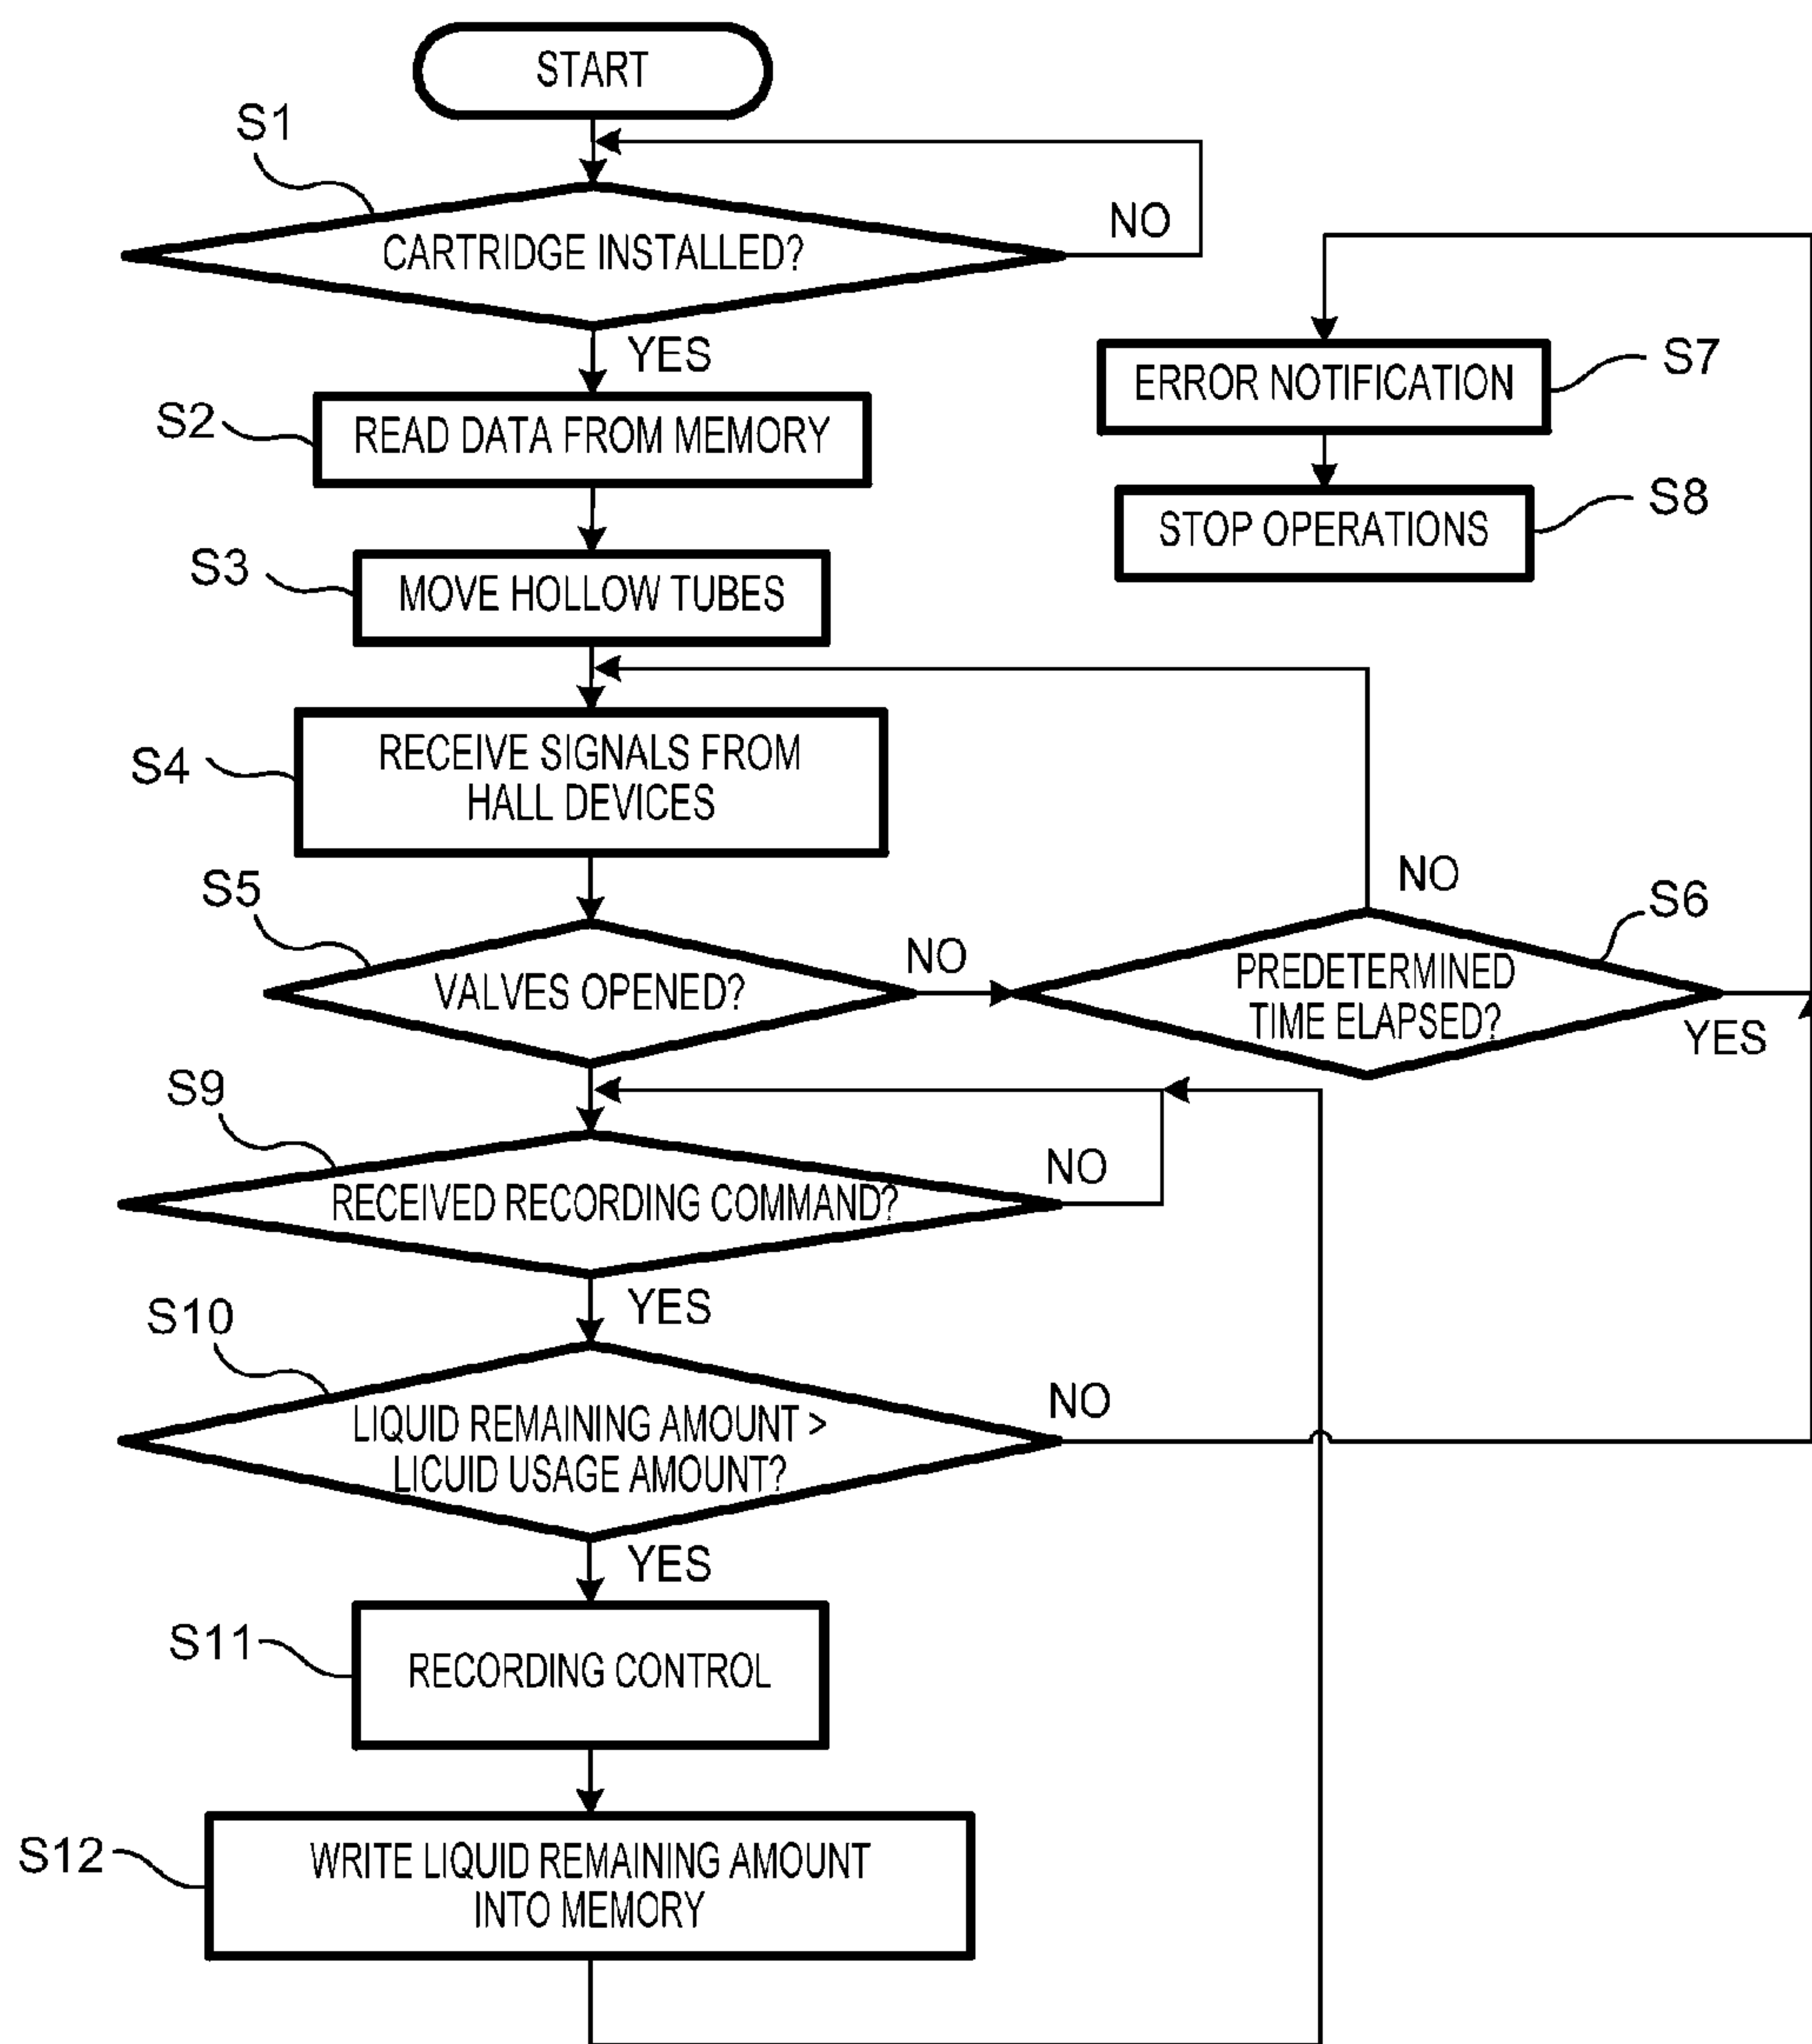 START
S1
NO
CARTRIDGE INSTALLED?
YES
S2
READ DATA FROM MEMORY
S7
ERROR NOTIFICATION
S8
STOP OPERATIONS
S3
MOVE HOLLOW TUBES
S4
RECEIVE SIGNALS FROM
HALL DEVICES
S5
VALVES OPENED?
NO
NO
S6
PREDETERMINED
TIME ELAPSED?
YES
S9
NO
RECEIVED RECORDING COMMAND?
YES
S10
NO
LIQUID REMAINING AMOUNT >
LICUID USAGE AMOUNT?
YES
S11
RECORDING CONTROL
S12
WRITE LIQUID REMAINING AMOUNT
INTO MEMORY